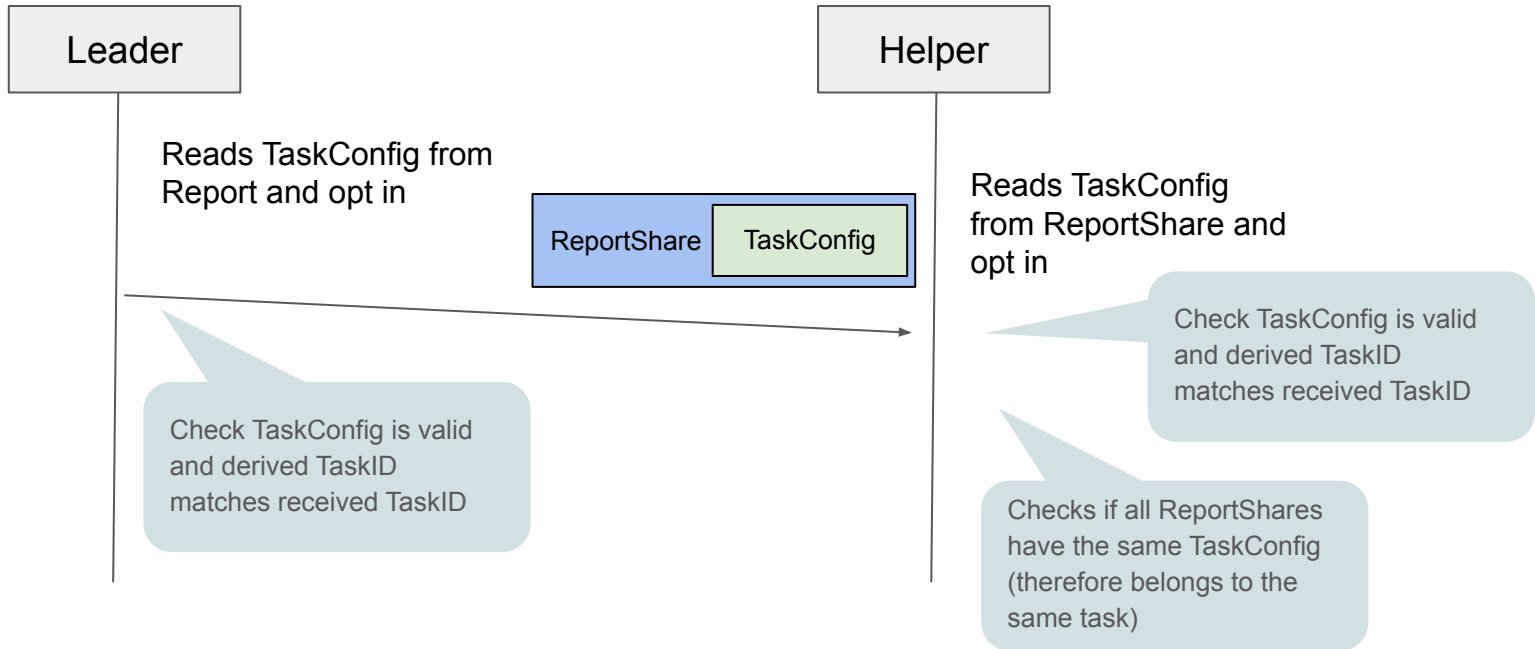 Leader
Helper
Reads TaskConfig from
Report and opt in
ReportShare
TaskConfig
Reads TaskConfig
from ReportShare and
opt in
Check TaskConfig is valid
and derived TaskID
matches received TaskID
Check TaskConfig is valid
and derived TaskID
matches received TaskID
Checks if all ReportShares
have the same TaskConfig
(therefore belongs to the
same task)